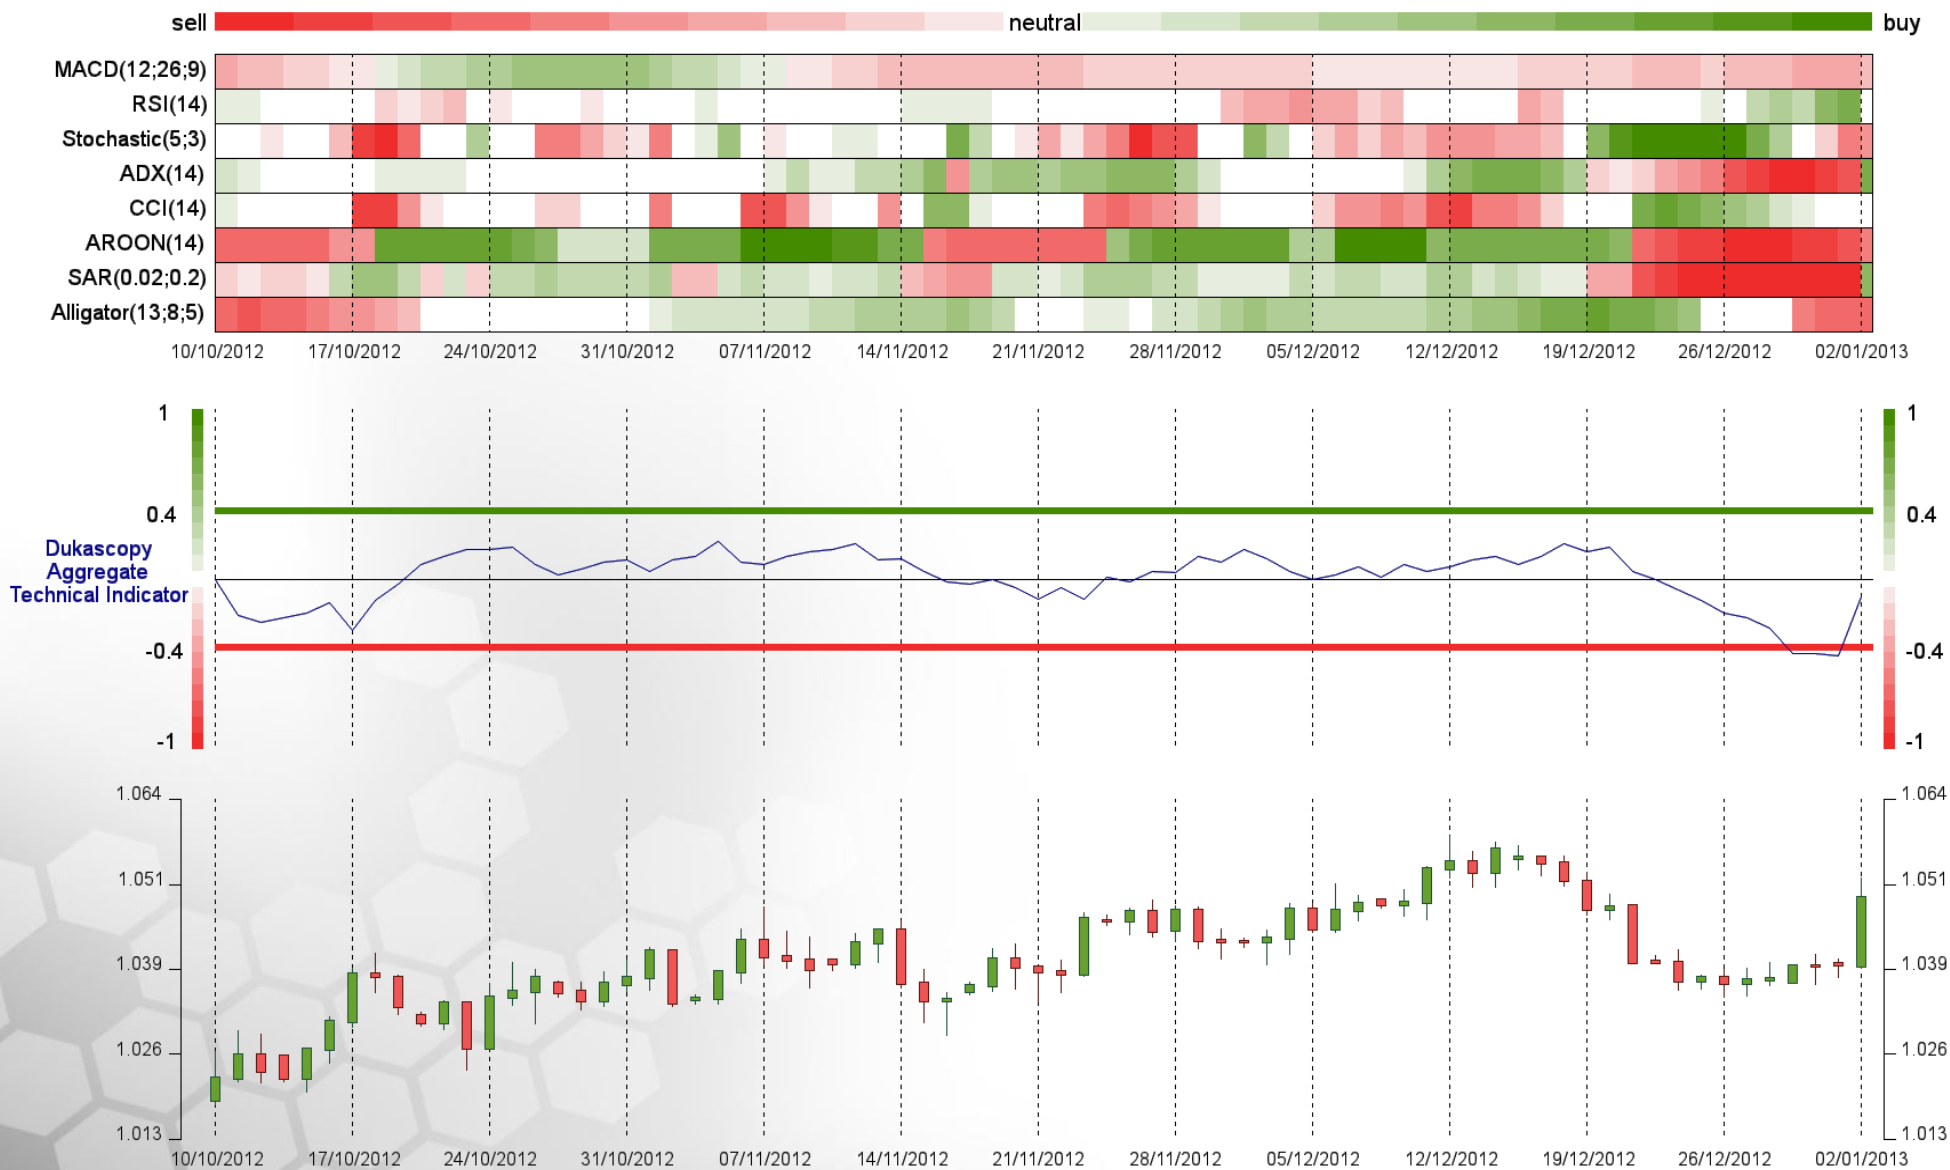 sell neutral buy
MACD(12;26;9)
RSI(14)
Stochastic(5;3)
ADX(14)
CCI(14)
AROON(14)
SAR(0.02;0.2)
Alligator(13;8;5)
10/10/2012 17/10/2012 24/10/2012 31/10/2012 07/11/2012 14/11/2012 21/11/2012 28/11/2012 05/12/2012 12/12/2012 19/12/2012 26/12/2012 02/01/2013
1 1
0.4 0.4
Dukascopy
Aggregate
Technical Indicator
-0.4 -0.4
-1 -1
1.064 1.064
1.051 1.051
1.039 1.039
1.026 1.026
1.013 1.013
10/10/2012 17/10/2012 24/10/2012 31/10/2012 07/11/2012 14/11/2012 21/11/2012 28/11/2012 05/12/2012 12/12/2012 19/12/2012 26/12/2012 02/01/2013